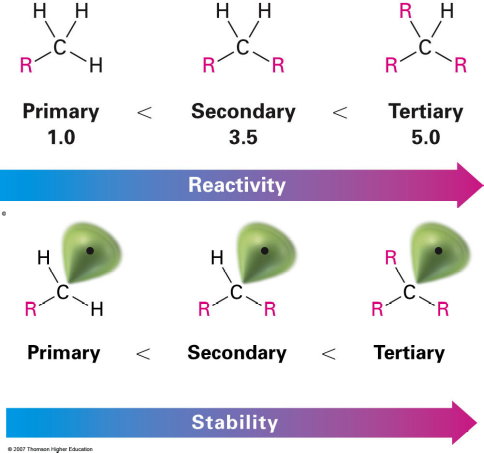 H H R H H R H
C C C
R H R R R R
Primary < Secondary < Tertiary
1.0 3.5 5.0
Reactivity
©
H H R
C C C
R H R R R R
Primary < Secondary < Tertiary
Stability
© 2007 Thomson Higher Education